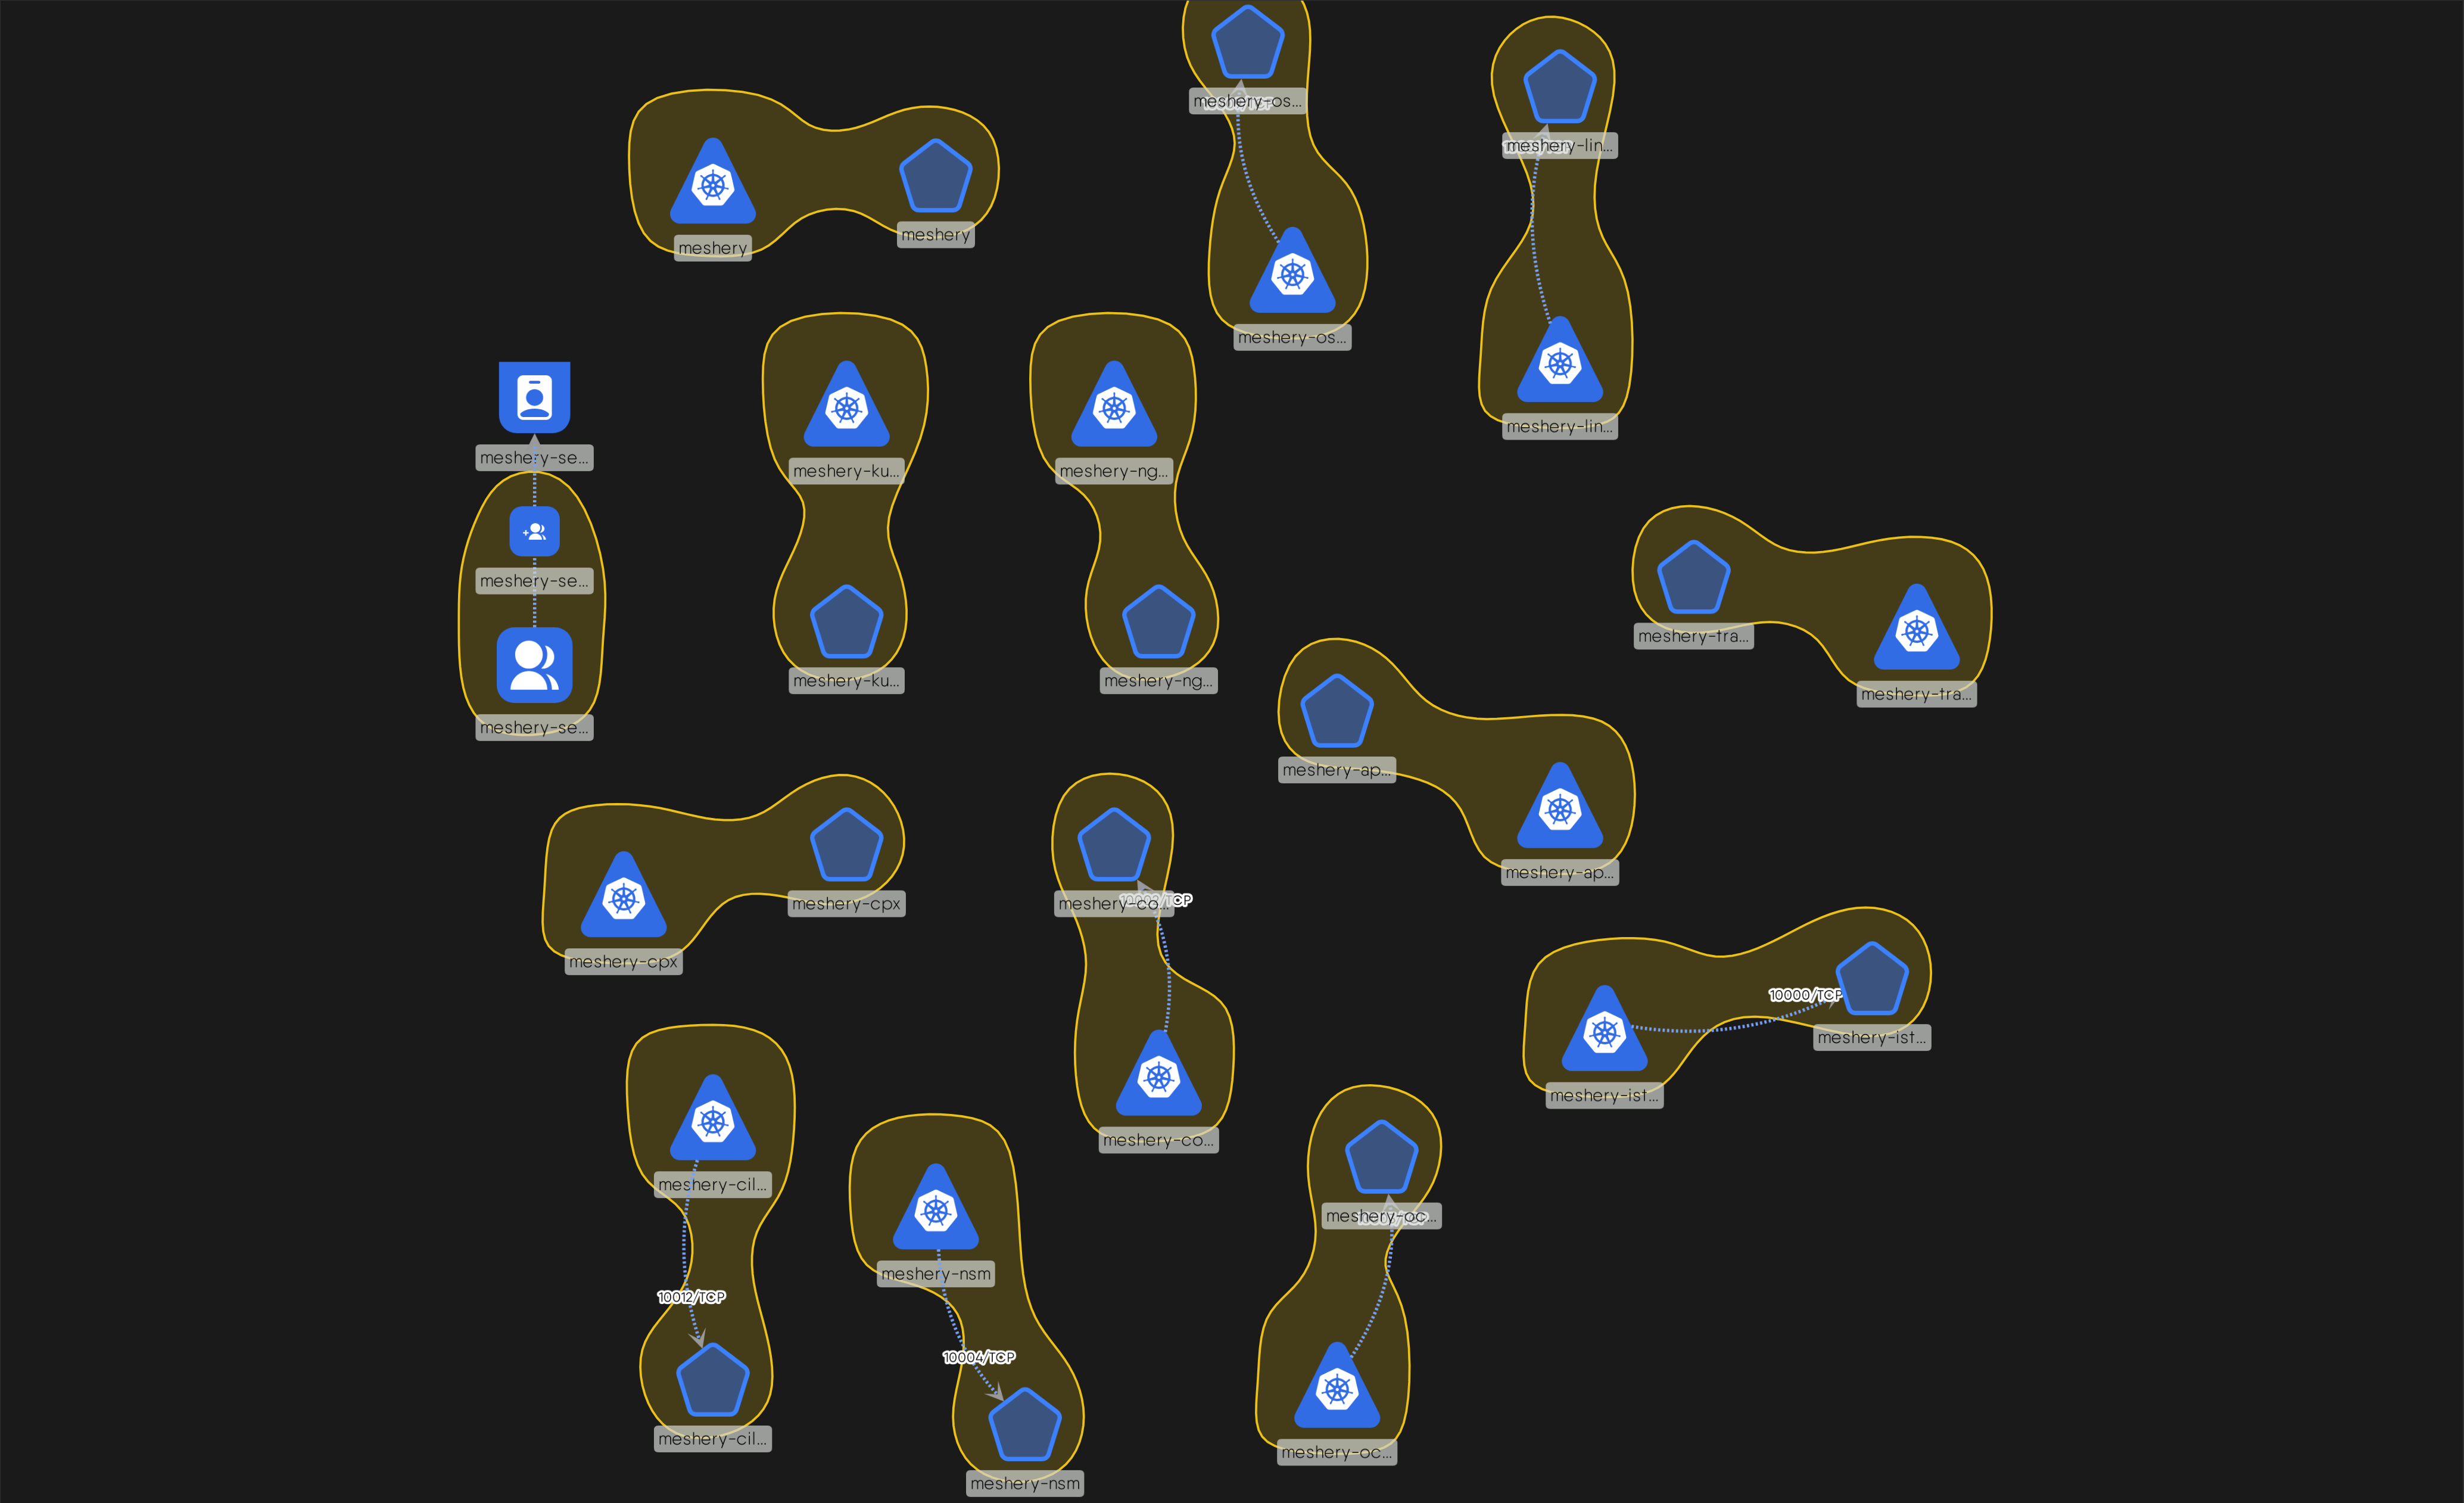 meshery-os...
meshery-lin...
meshery
meshery
meshery-os...
meshery-lin...
meshery-se...
meshery-ku...
meshery-ng...
meshery-se...
meshery-tra...
meshery-ku...
meshery-ng...
meshery-tra...
meshery-se...
meshery-ap...
meshery-ap...
meshery-cpx
meshery-co...
meshery-cpx
10000/TCP
meshery-ist...
meshery-ist...
meshery-co...
meshery-cil...
meshery-oc...
meshery-nsm
10012/TCP
10004/TCP
meshery-cil...
meshery-oc...
meshery-nsm